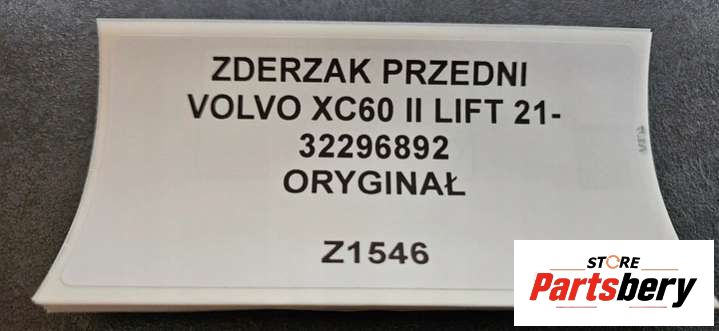 ZDERZAK PRZEDNI
VOLVO XC60 II LIFT 21-
32296892
ORYGINAŁ
Z1546
STORE
Partsbery